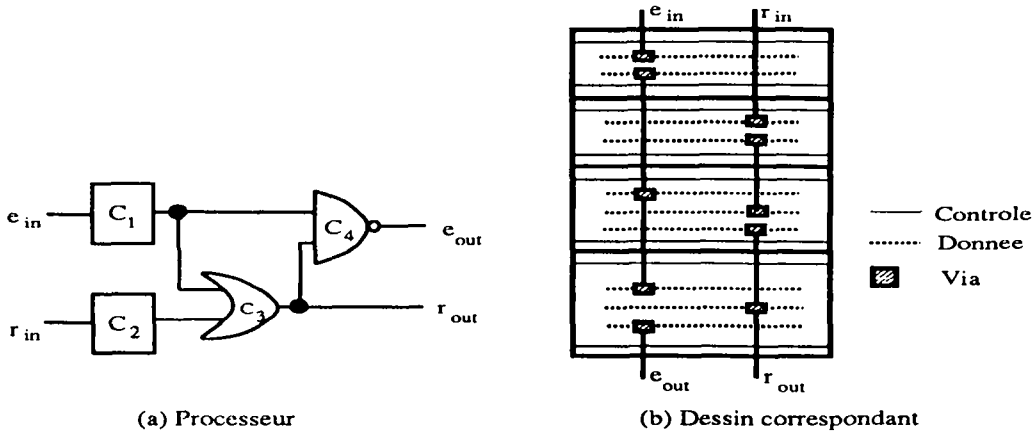 e in
C1
C4
e out
r in
C2
C3
r out
(a) Processeur
e in
r in
e out
r out
Controle
Donnee
Via
(b) Dessin correspondant